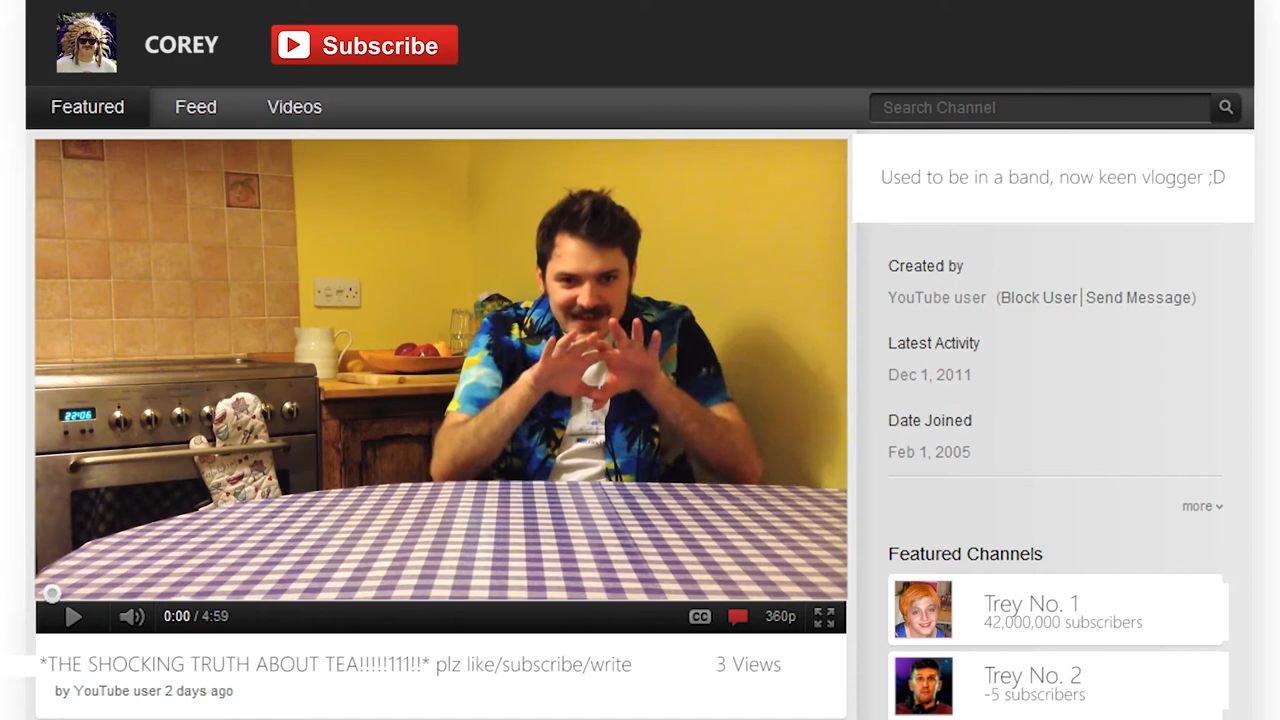 COREY
Subscribe
Featured Feed Videos
Search Channel
Used to be in a band, now keen vlogger ;D
Created by
YouTube user (Block User|Send Message)
Latest Activity
Dec 1, 2011
Date Joined
Feb 1, 2005
more
22:06
0:00 / 4:59
CC
360p
*THE SHOCKING TRUTH ABOUT TEA!!!!!111!!* plz like/subscribe/write
3 Views
by YouTube user 2 days ago
Featured Channels
Trey No. 1
42,000,000 subscribers
Trey No. 2
-5 subscribers